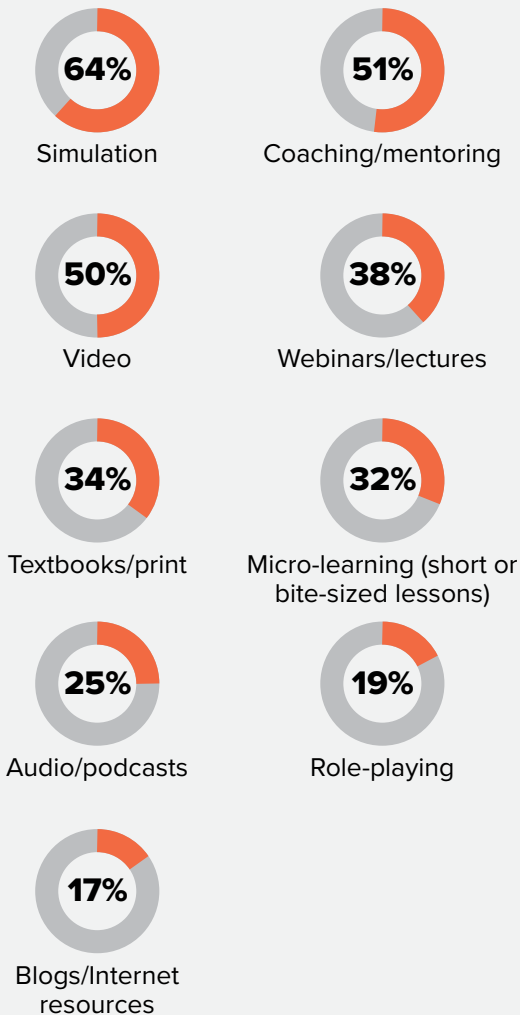 64%
Simulation
51%
Coaching/mentoring
50%
Video
38%
Webinars/lectures
34%
Textbooks/print
32%
Micro-learning (short or
bite-sized lessons)
25%
Audio/podcasts
19%
Role-playing
17%
Blogs/Internet
resources